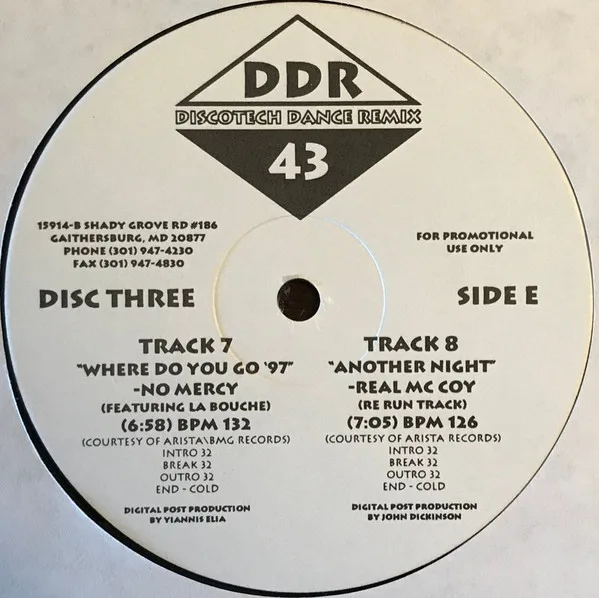 DDR
DISCOTECH DANCE REMIX
43
15914-B SHADY GROVE RD #186
GAITHERSBURG, MD 20877
PHONE (301) 947-4230
FAX (301) 947-4830
FOR PROMOTIONAL
USE ONLY
DISC THREE
SIDE E
TRACK 7
"WHERE DO YOU GO '97"
-NO MERCY
(FEATURING LA BOUCHE)
(6:58) BPM 132
(COURTESY OF ARISTA\BMG RECORDS)
INTRO 32
BREAK 32
OUTRO 32
END - COLD
DIGITAL POST PRODUCTION
BY YIANNIS ELIA
TRACK 8
"ANOTHER NIGHT"
-REAL MC COY
(RE RUN TRACK)
(7:05) BPM 126
(COURTESY OF ARISTA RECORDS)
INTRO 32
BREAK 32
OUTRO 32
END - COLD
DIGITAL POST PRODUCTION
BY JOHN DICKINSON